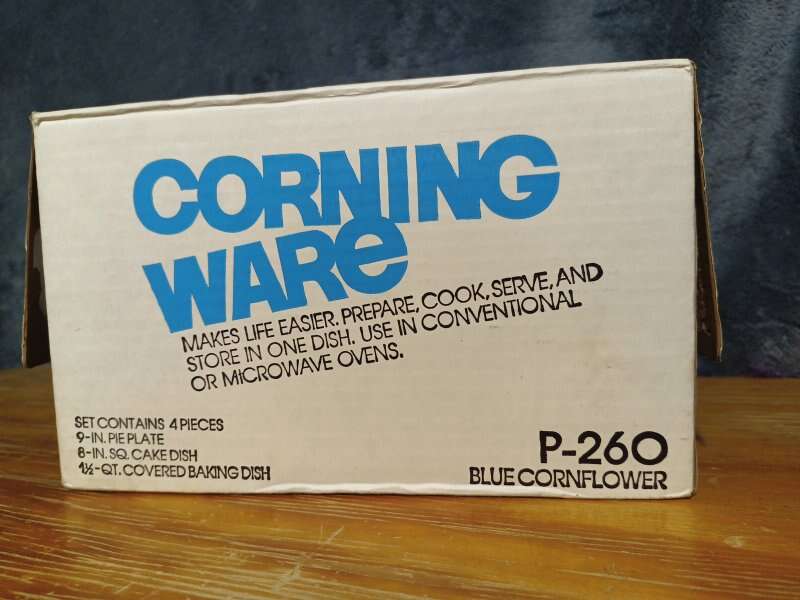 CORNING
WARe
MAKES LIFE EASIER. PREPARE, COOK, SERVE, AND
STORE IN ONE DISH. USE IN CONVENTIONAL
OR MiCROWAVE OVENS.
SET CONTAINS 4 PIECES
9-IN. PIE PLATE
8-IN. SQ. CAKE DISH
1½-QT. COVERED BAKING DISH
P-260
BLUE CORNFLOWER